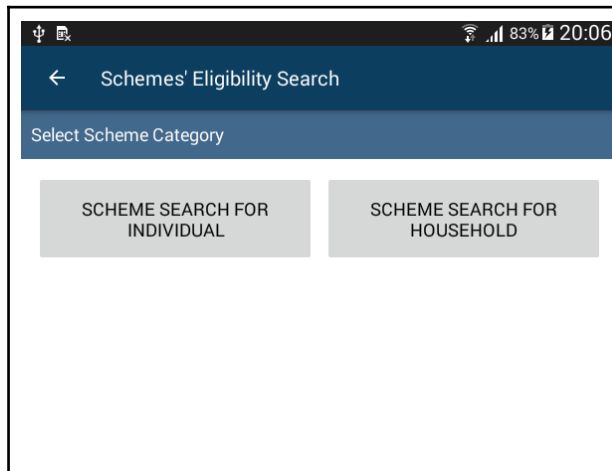 83% 20:06
Schemes' Eligibility Search
Select Scheme Category
SCHEME SEARCH FOR
INDIVIDUAL
SCHEME SEARCH FOR
HOUSEHOLD